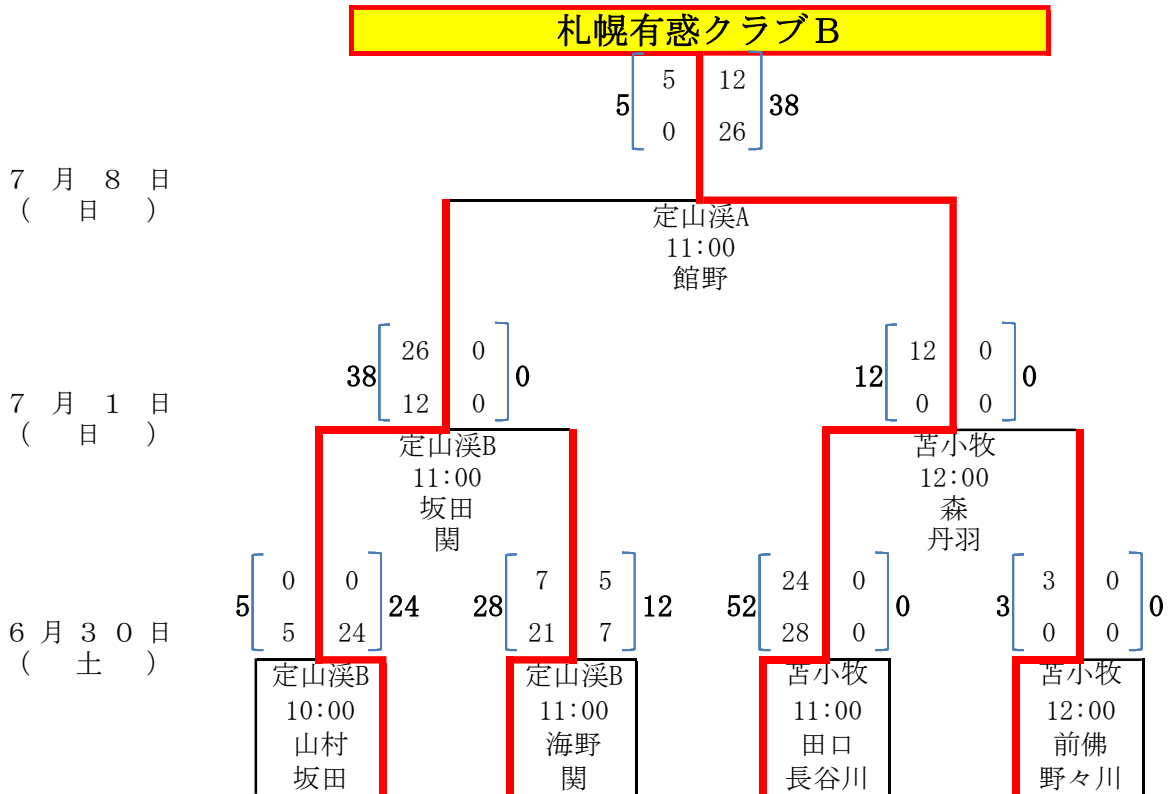 札幌有惑クラブB
5 12
5 38
0 26
7 月 8 日
( 日 )
定山渓A
11:00
館野
26 0
38 0
12 0
12 0
12 0
0 0
7 月 1 日
( 日 )
定山渓B
11:00
坂田
関
苫小牧
12:00
森
丹羽
0 0
5 24
5 24
7 5
28 12
21 7
24 0
52 0
28 0
3 0
3 0
0 0
6 月 3 0 日
( 土 )
定山渓B
10:00
山村
坂田
定山渓B
11:00
海野
関
苫小牧
11:00
田口
長谷川
苫小牧
12:00
前佛
野々川